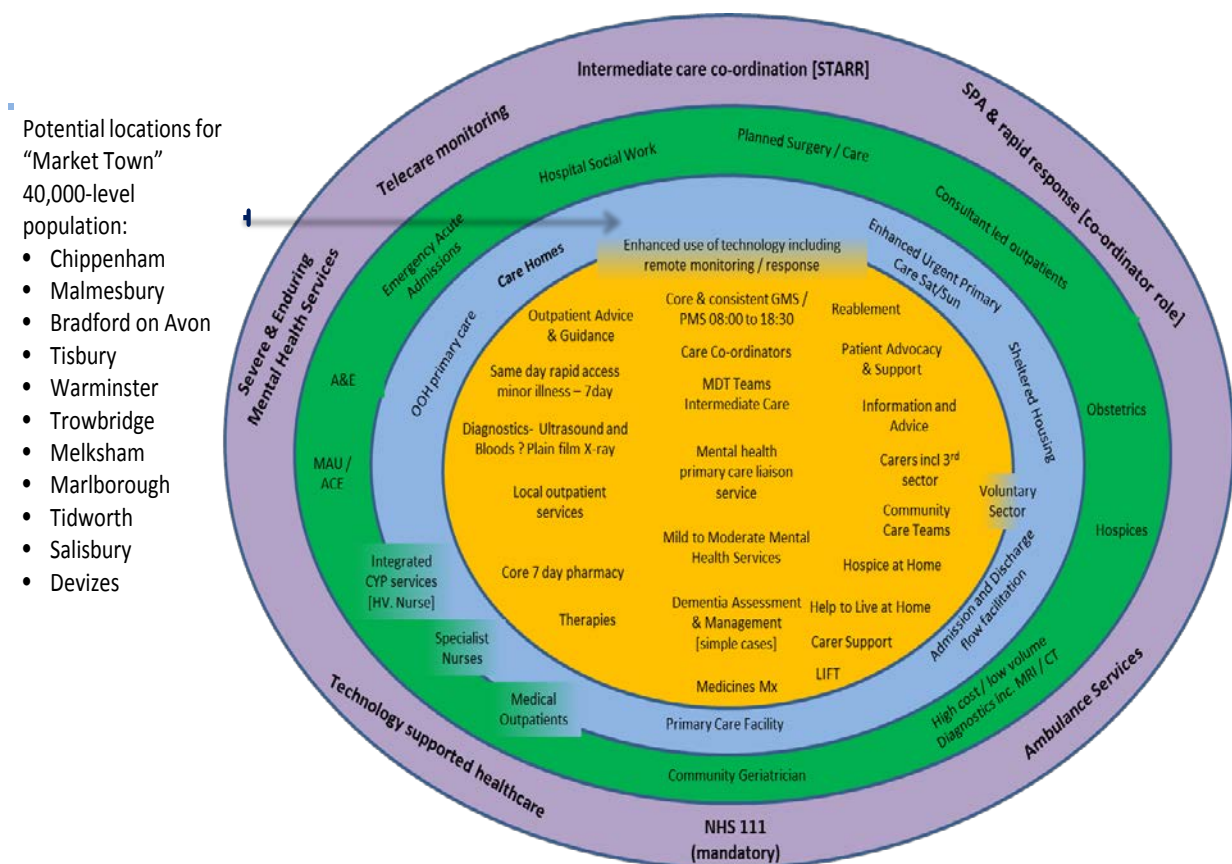 Potential locations for
“Market Town”
40,000-level
population:
• Chippenham
• Malmesbury
• Bradford on Avon
• Tisbury
• Warminster
• Trowbridge
• Melksham
• Marlborough
• Tidworth
• Salisbury
• Devizes
Intermediate care co-ordination [STARR]
SPA & rapid response [co-ordinator role]
Ambulance Services
NHS 111
(mandatory)
Technology supported healthcare
Severe & Enduring
Mental Health Services
Telecare monitoring
Hospital Social Work
Planned Surgery / Care
Consultant led outpatients
Obstetrics
Hospices
High cost / low volume
Diagnostics inc. MRI / CT
Community Geriatrician
Medical
Outpatients
Specialist
Nurses
Integrated
CYP services
[HV. Nurse]
MAU /
ACE
A&E
Emergency Acute
Admissions
Care Homes
OOH primary care
Enhanced Urgent Primary
Care Sat/Sun
Sheltered Housing
Voluntary
Sector
Admission and Discharge
flow facilitation
Primary Care Facility
Enhanced use of technology including
remote monitoring / response
Outpatient Advice
& Guidance
Same day rapid access
minor illness – 7day
Diagnostics- Ultrasound and
Bloods ? Plain film X-ray
Local outpatient
services
Core 7 day pharmacy
Therapies
Core & consistent GMS /
PMS 08:00 to 18:30
Care Co-ordinators
MDT Teams
Intermediate Care
Mental health
primary care liaison
service
Mild to Moderate Mental
Health Services
Dementia Assessment
& Management
[simple cases]
Medicines Mx
Reablement
Patient Advocacy
& Support
Information and
Advice
Carers incl 3rd
sector
Community
Care Teams
Hospice at Home
Help to Live at Home
Carer Support
LIFT